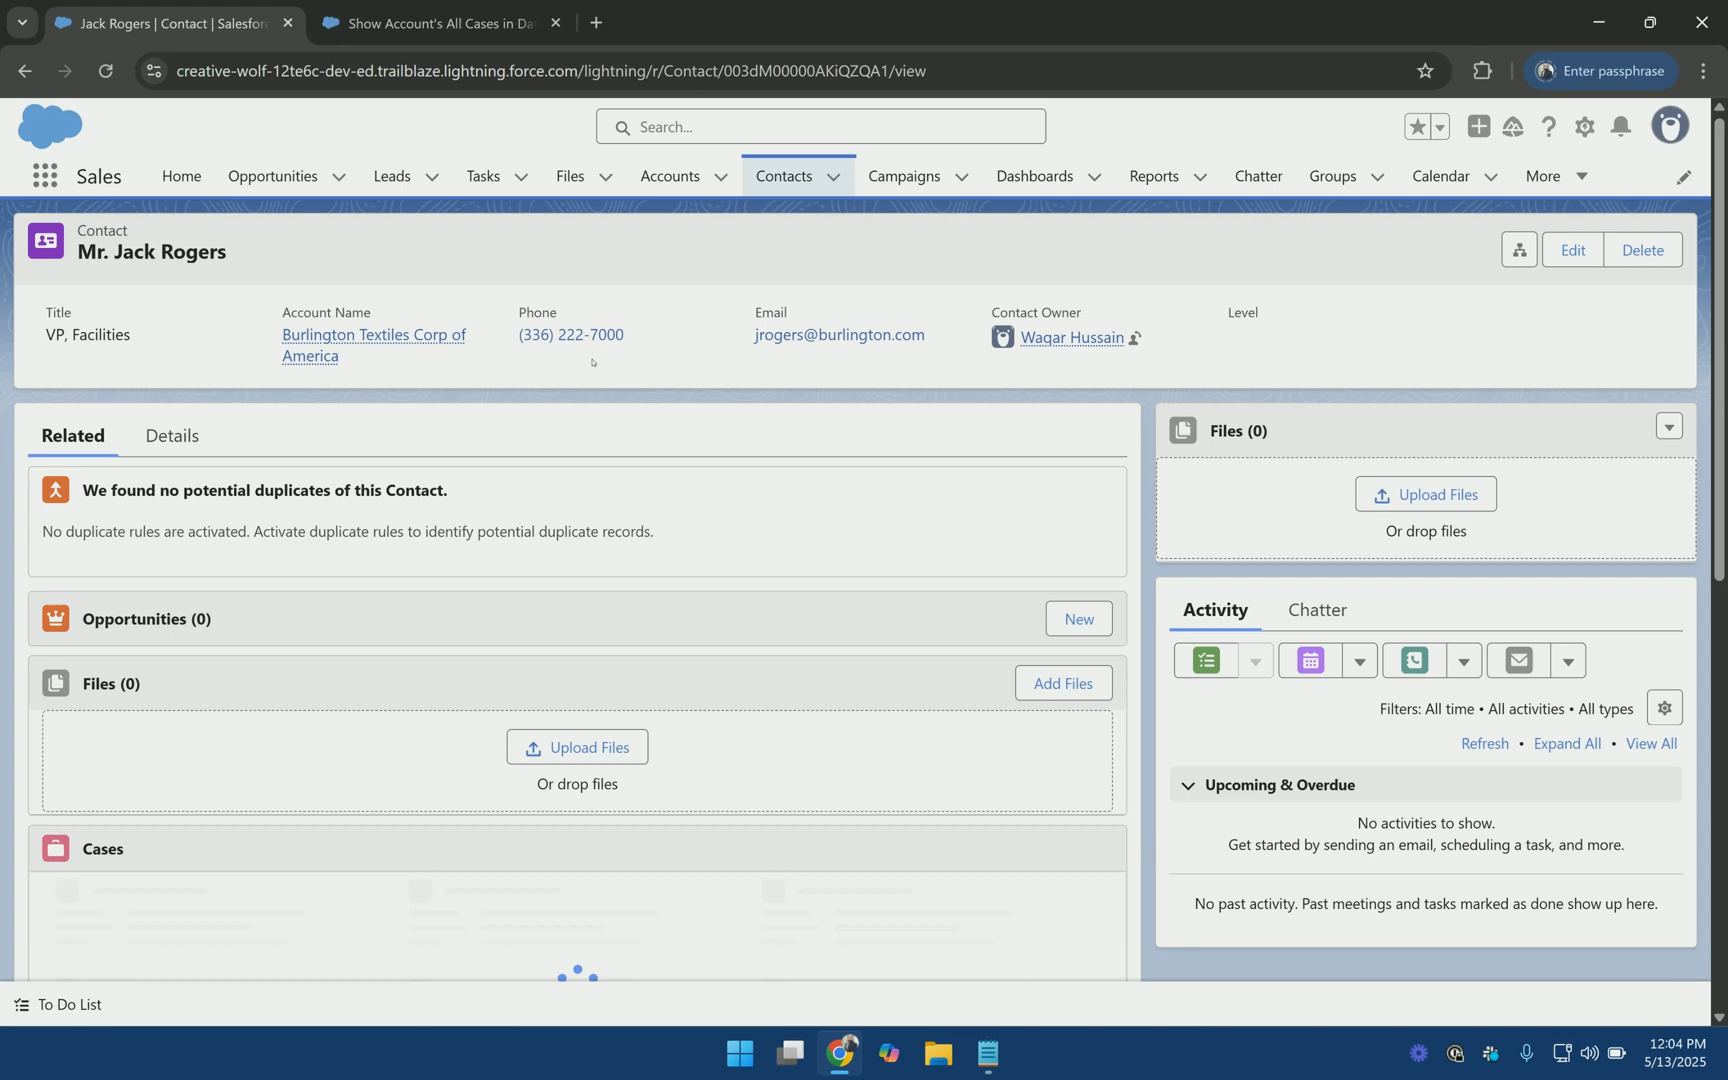 Jack Rogers | Contact | Salesfor
Show Account's All Cases in Da
creative-wolf-12te6c-dev-ed.trailblaze.lightning.force.com/lightning/r/Contact/003dM00000AKiQZQA1/view
Enter passphrase
Search...
Sales
Home
Opportunities
Leads
Tasks
Files
Accounts
Contacts
Campaigns
Dashboards
Reports
Chatter
Groups
Calendar
More
Contact
Mr. Jack Rogers
Edit
Delete
Title
VP, Facilities
Account Name
Burlington Textiles Corp of
America
Phone
(336) 222-7000
Email
jrogers@burlington.com
Contact Owner
Waqar Hussain
Level
Related
Details
We found no potential duplicates of this Contact.
No duplicate rules are activated. Activate duplicate rules to identify potential duplicate records.
Opportunities (0)
New
Files (0)
Add Files
Upload Files
Or drop files
Cases
Files (0)
Upload Files
Or drop files
Activity
Chatter
Filters: All time • All activities • All types
Refresh • Expand All • View All
Upcoming & Overdue
No activities to show.
Get started by sending an email, scheduling a task, and more.
No past activity. Past meetings and tasks marked as done show up here.
To Do List
12:04 PM
5/13/2025